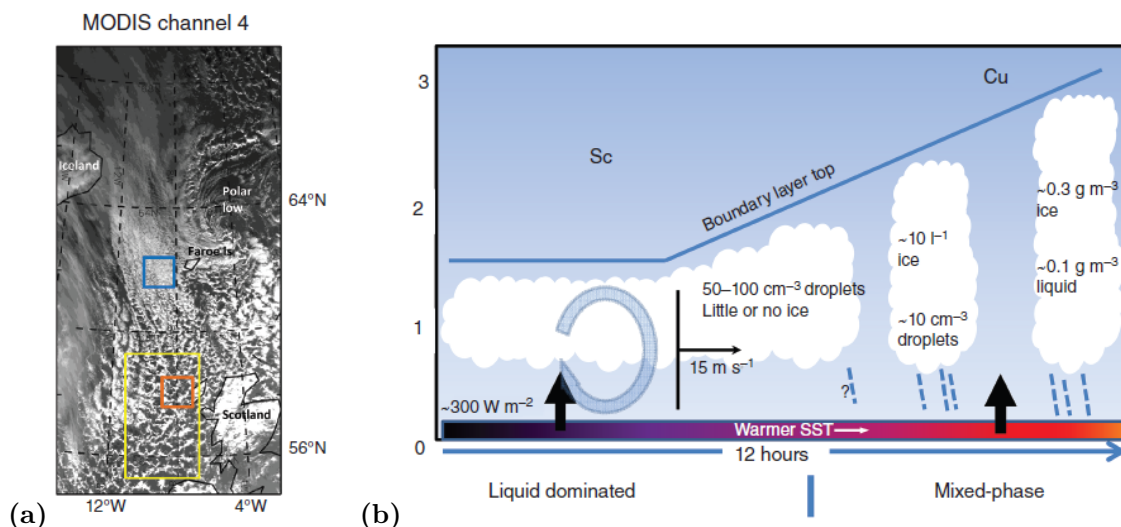 MODIS channel 4
Iceland
Polar
low
64°N
Faroe Is.
Scotland
56°N
12°W
4°W
(a)
3
2
1
0
Sc
Cu
Boundary layer top
50–100 cm⁻³ droplets
Little or no ice
15 m s⁻¹
~10 l⁻¹
ice
~10 cm⁻³
droplets
~0.3 g m⁻³
ice
~0.1 g m⁻³
liquid
?
~300 W m⁻²
Warmer SST
12 hours
Liquid dominated
Mixed-phase
(b)